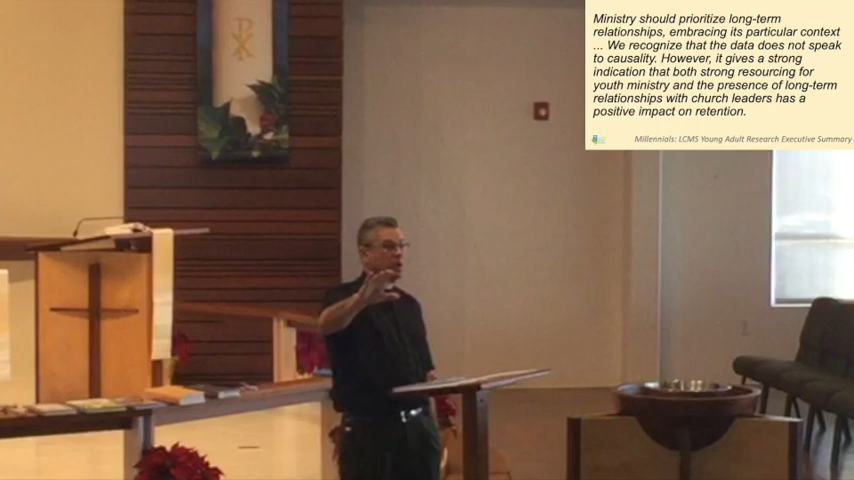 Ministry should prioritize long-term
relationships, embracing its particular context
... We recognize that the data does not speak
to causality. However, it gives a strong
indication that both strong resourcing for
youth ministry and the presence of long-term
relationships with church leaders has a
positive impact on retention.
Millennials: LCMS Young Adult Research Executive Summary